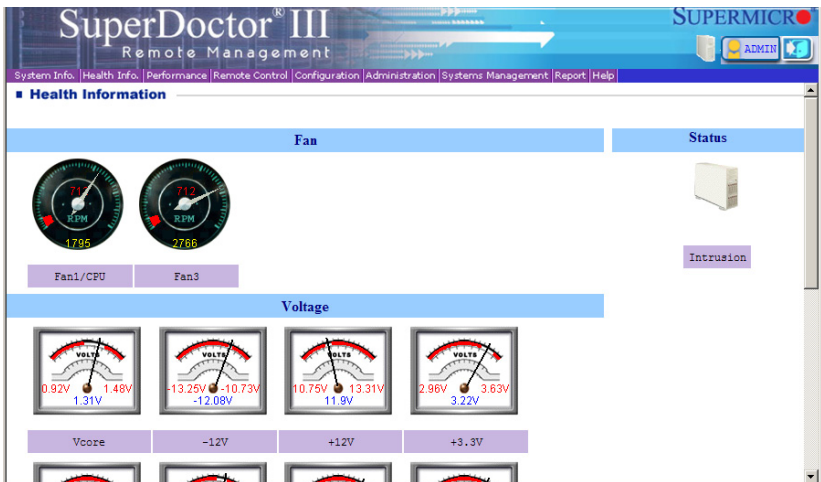 SuperDoctor® III
Remote Management
SUPERMICRO
ADMIN
System Info. Health Info. Performance Remote Control Configuration Administration Systems Management Report Help
Health Information
Fan
Status
712
RPM
1795
712
RPM
2766
Fan1/CPU Fan3
Intrusion
Voltage
VOLTS
0.92V 1.48V
1.31V
VOLTS
-13.25V -10.73V
-12.08V
VOLTS
10.75V 13.31V
11.9V
VOLTS
2.96V 3.63V
3.22V
Vcore -12V +12V +3.3V